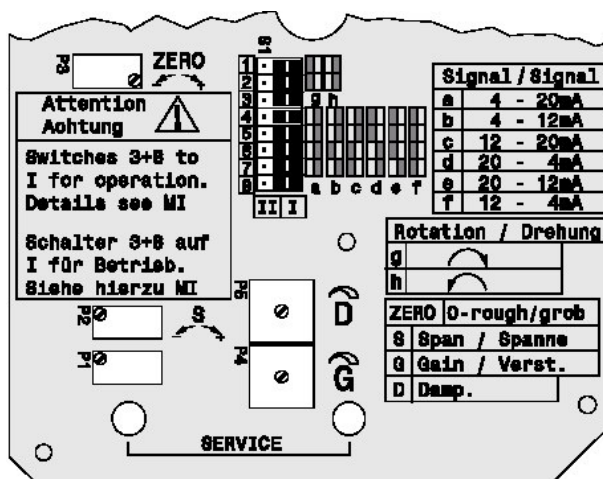 P3
ZERO
- +
S1
1
2
3
4
5
6
7
8
g h
a b c d e f
II I
Attention
Achtung
Switches 3+8 to
I for operation.
Details see MI
Schalter 3+8 auf
I für Betrieb.
Siehe hierzu MI
Signal / Signal
a 4 - 20mA
b 4 - 12mA
c 12 - 20mA
d 20 - 4mA
e 20 - 12mA
f 12 - 4mA
Rotation / Drehung
g
h
ZERO 0-rough/grob
S Span / Spanne
G Gain / Verst.
D Damp.
P2
- S +
P1
P5
D
P4
G
SERVICE